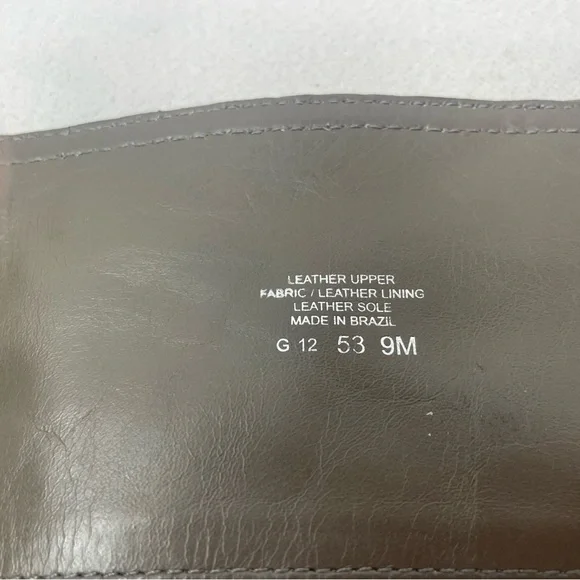 LEATHER UPPER
FABRIC / LEATHER LINING
LEATHER SOLE
MADE IN BRAZIL
G 12 53 9M